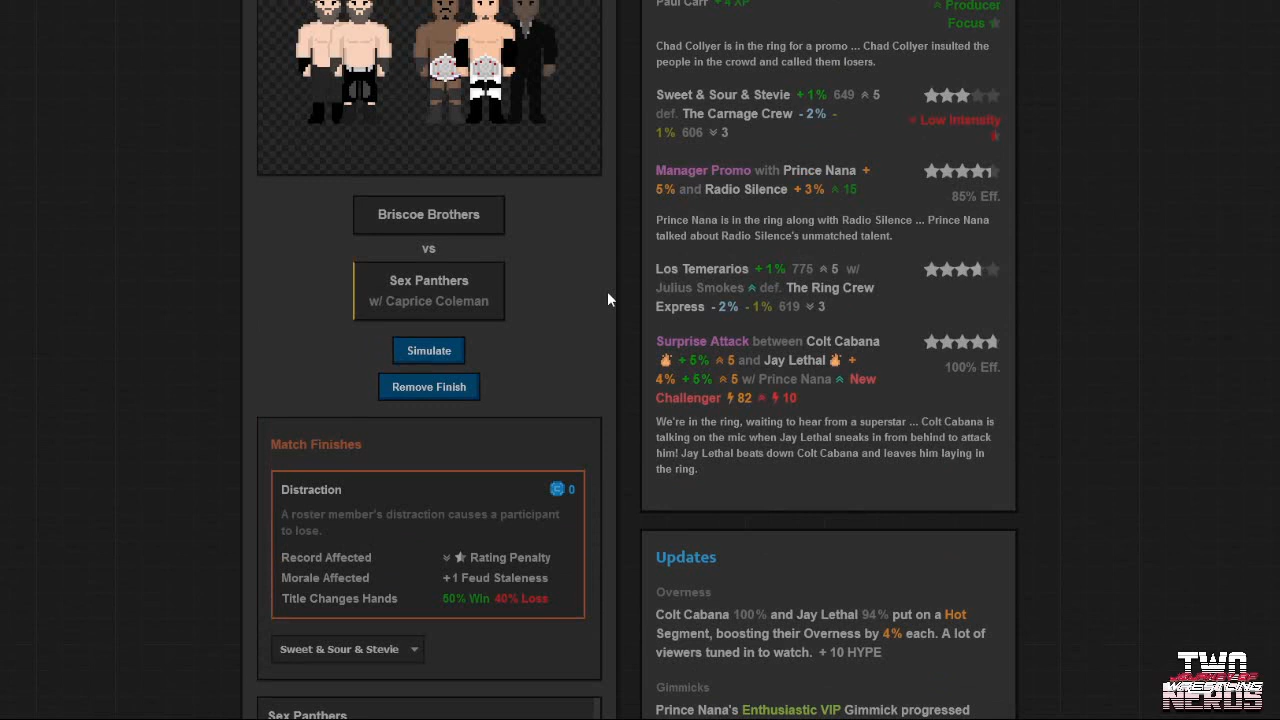 Briscoe Brothers
vs
Sex Panthers
w/ Caprice Coleman
Simulate
Remove Finish
Match Finishes
Distraction 0
A roster member's distraction causes a participant
to lose.
Record Affected Rating Penalty
Morale Affected +1 Feud Staleness
Title Changes Hands 60% Win 40% Loss
Sweet & Sour & Stevie
Sex Panthers
Paul Carr + 4 XP
Producer
Focus
Chad Collyer is in the ring for a promo ... Chad Collyer insulted the
people in the crowd and called them losers.
Sweet & Sour & Stevie + 1% 649 5
def. The Carnage Crew - 2% -
1% 606 3
Low Intensity
Manager Promo with Prince Nana +
5% and Radio Silence + 3% 15
85% Eff.
Prince Nana is in the ring along with Radio Silence ... Prince Nana
talked about Radio Silence's unmatched talent.
Los Temerarios + 1% 775 5 w/
Julius Smokes def. The Ring Crew
Express - 2% - 1% 619 3
Surprise Attack between Colt Cabana
+ 5% 5 and Jay Lethal +
4% + 5% 5 w/ Prince Nana New
Challenger 82 10
100% Eff.
We're in the ring, waiting to hear from a superstar ... Colt Cabana is
talking on the mic when Jay Lethal sneaks in from behind to attack
him! Jay Lethal beats down Colt Cabana and leaves him laying in
the ring.
Updates
Overness
Colt Cabana 100% and Jay Lethal 94% put on a Hot
Segment, boosting their Overness by 4% each. A lot of
viewers tuned in to watch. + 10 HYPE
Gimmicks
Prince Nana's Enthusiastic VIP Gimmick progressed
TWO
WRESTLING
NERDS